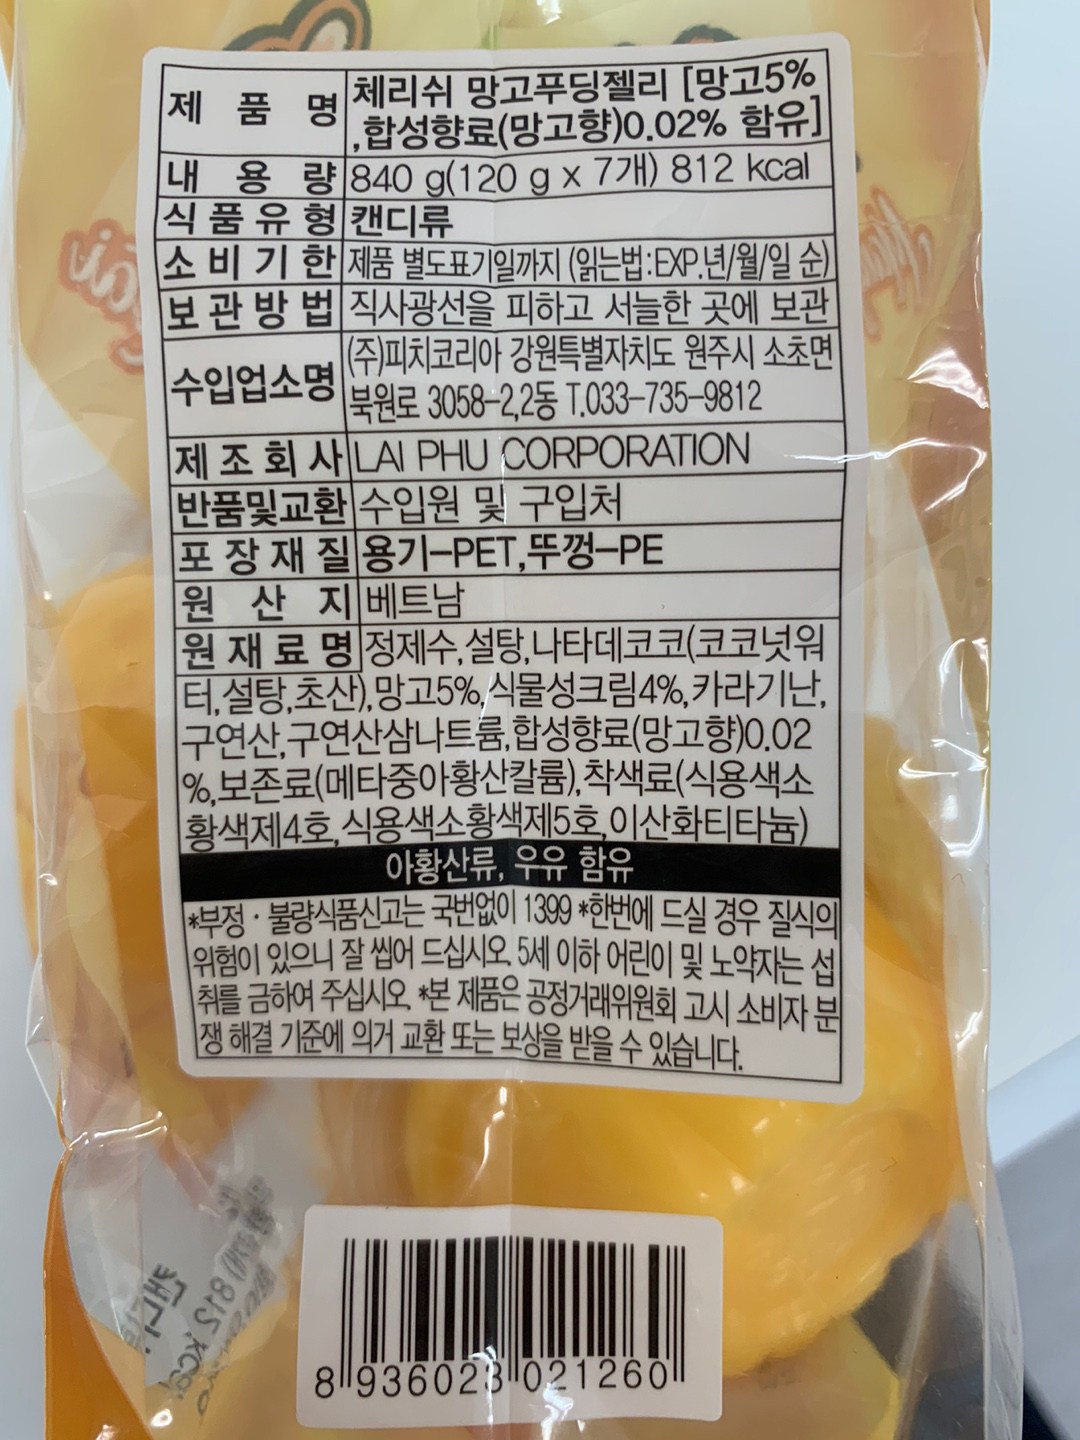 제 품 명 체리쉬 망고푸딩젤리 [망고5%
,합성향료(망고향)0.02% 함유]
내 용 량 840 g(120 g x 7개) 812 kcal
식품유형 캔디류
소비기한 제품 별도표기일까지 (읽는법:EXP.년/월/일 순)
보관방법 직사광선을 피하고 서늘한 곳에 보관
수입업소명 (주)피치코리아 강원특별자치도 원주시 소초면
북원로 3058-2,2동 T.033-735-9812
제조회사 LAI PHU CORPORATION
반품및교환 수입원 및 구입처
포장재질 용기-PET,뚜껑-PE
원 산 지 베트남
원재료명 정제수,설탕,나타데코코(코코넛워
터,설탕,초산),망고5%,식물성크림4%,카라기난,
구연산,구연산삼나트륨,합성향료(망고향)0.02
%,보존료(메타중아황산칼륨),착색료(식용색소
황색제4호,식용색소황색제5호,이산화티타늄)
아황산류, 우유 함유
*부정·불량식품신고는 국번없이 1399 *한번에 드실 경우 질식의
위험이 있으니 잘 씹어 드십시오. 5세 이하 어린이 및 노약자는 섭
취를 금하여 주십시오. *본 제품은 공정거래위원회 고시 소비자 분
쟁 해결 기준에 의거 교환 또는 보상을 받을 수 있습니다.
812 kcal
8 936023 021260